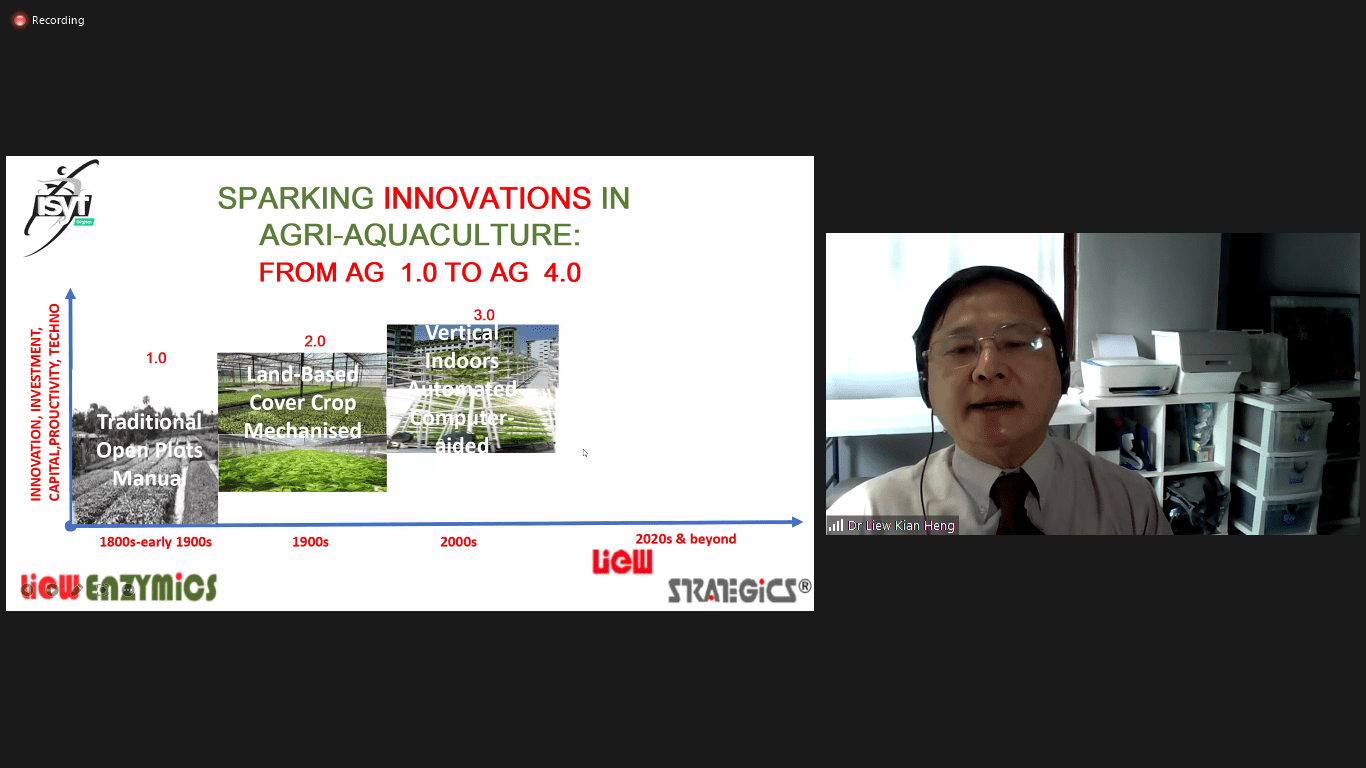 Recording
isyf
SPARKING INNOVATIONS IN
AGRI-AQUACULTURE:
FROM AG 1.0 TO AG 4.0
INNOVATION, INVESTMENT,
CAPITAL,PROUCTIVITY, TECHNO
1.0
Traditional
Open Plots
Manual
2.0
Land-Based
Cover Crop
Mechanised
3.0
Vertical
Indoors
Automated
Computer-
aided
1800s-early 1900s
1900s
2000s
2020s & beyond
Liew ENZYMiCS
Liew
STRATEGiCS®
Dr Liew Kian Heng